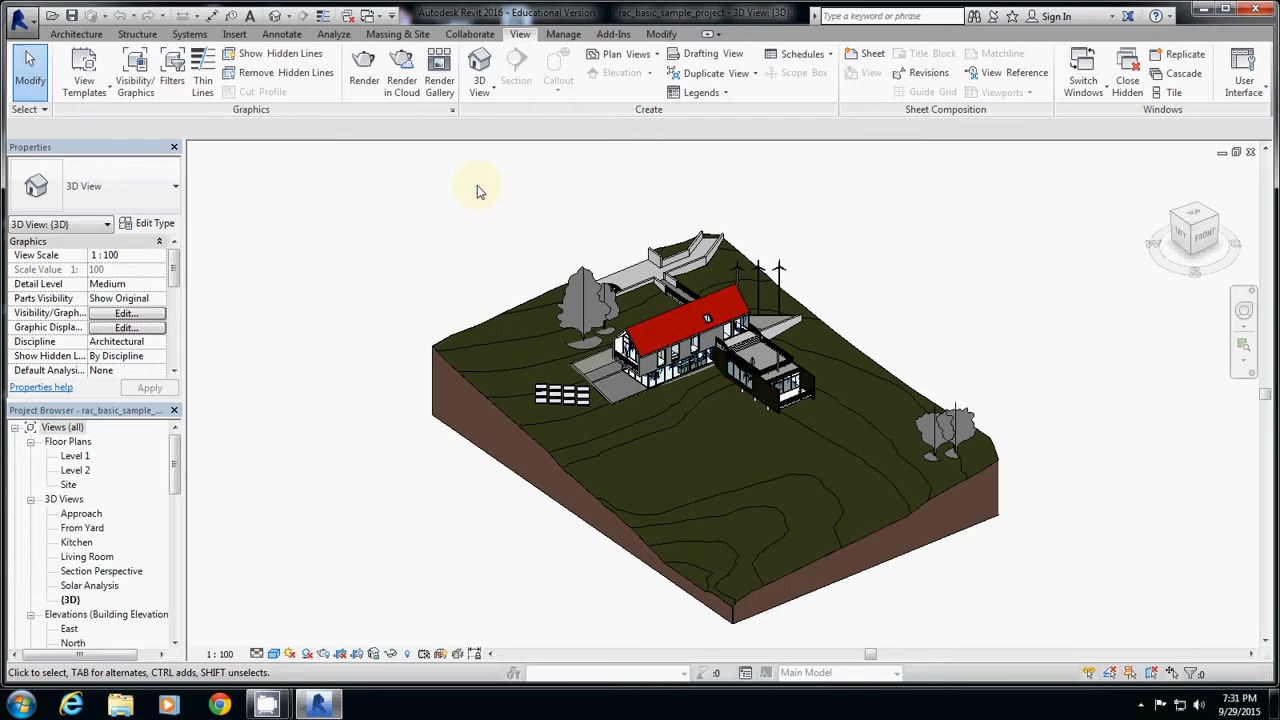 Autodesk Revit 2016 - Educational Version - rac_basic_sample_project - 3D View: {3D}
Type a keyword or phrase
Sign In
Architecture Structure Systems Insert Annotate Analyze Massing & Site Collaborate View Manage Add-Ins Modify
Modify
View Templates
Visibility/ Graphics
Filters
Thin Lines
Show Hidden Lines
Remove Hidden Lines
Cut Profile
Render
Render in Cloud
Render Gallery
3D View
Section
Callout
Plan Views
Elevation
Drafting View
Duplicate View
Legends
Schedules
Scope Box
Sheet
View
Title Block
Revisions
Guide Grid
Matchline
View Reference
Viewports
Switch Windows
Close Hidden
Replicate
Cascade
Tile
User Interface
Select
Graphics
Create
Sheet Composition
Windows
Properties
3D View
3D View: {3D}
Edit Type
Graphics
View Scale 1 : 100
Scale Value 1: 100
Detail Level Medium
Parts Visibility Show Original
Visibility/Graph... Edit...
Graphic Displa... Edit...
Discipline Architectural
Show Hidden L... By Discipline
Default Analysi... None
Properties help
Apply
Project Browser - rac_basic_sample_...
Views (all)
Floor Plans
Level 1
Level 2
Site
3D Views
Approach
From Yard
Kitchen
Living Room
Section Perspective
Solar Analysis
{3D}
Elevations (Building Elevation
East
North
TOP
LEFT
FRONT
W
E
S
1 : 100
Click to select, TAB for alternates, CTRL adds, SHIFT unselects.
:0
Main Model
:0
7:31 PM
9/29/2015